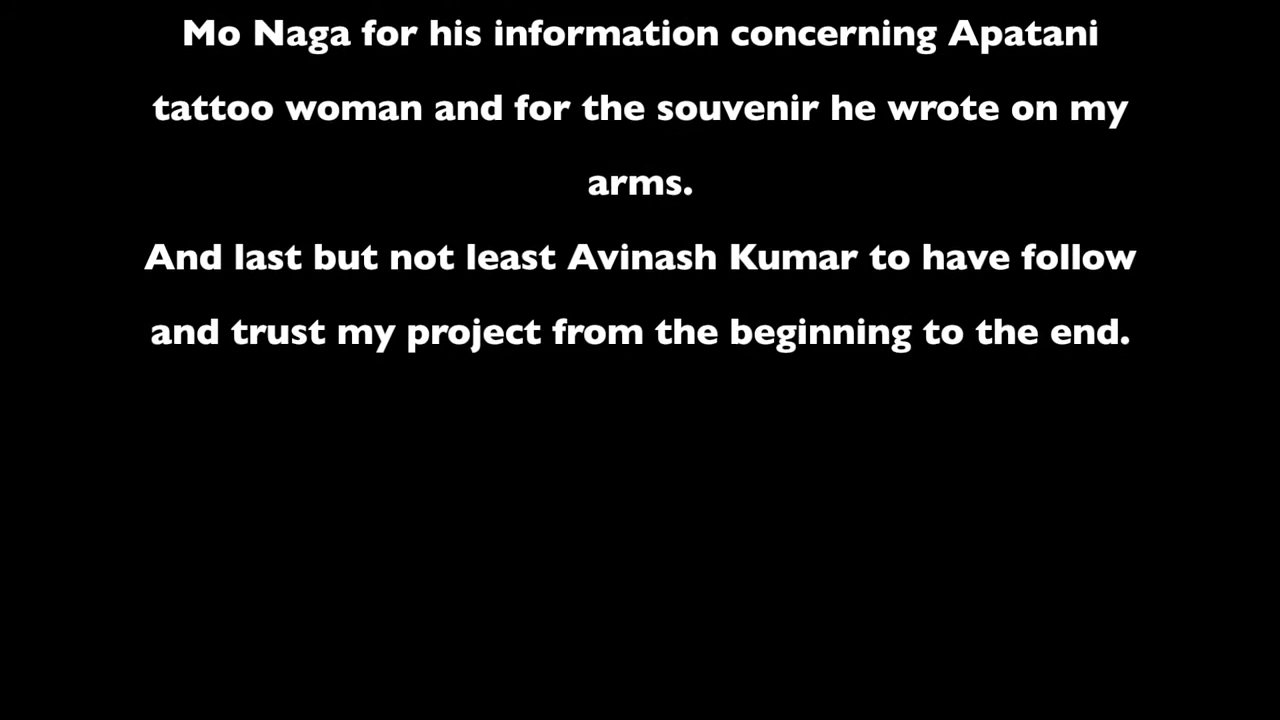 Mo Naga for his information concerning Apatani
tattoo woman and for the souvenir he wrote on my
arms.
And last but not least Avinash Kumar to have follow
and trust my project from the beginning to the end.